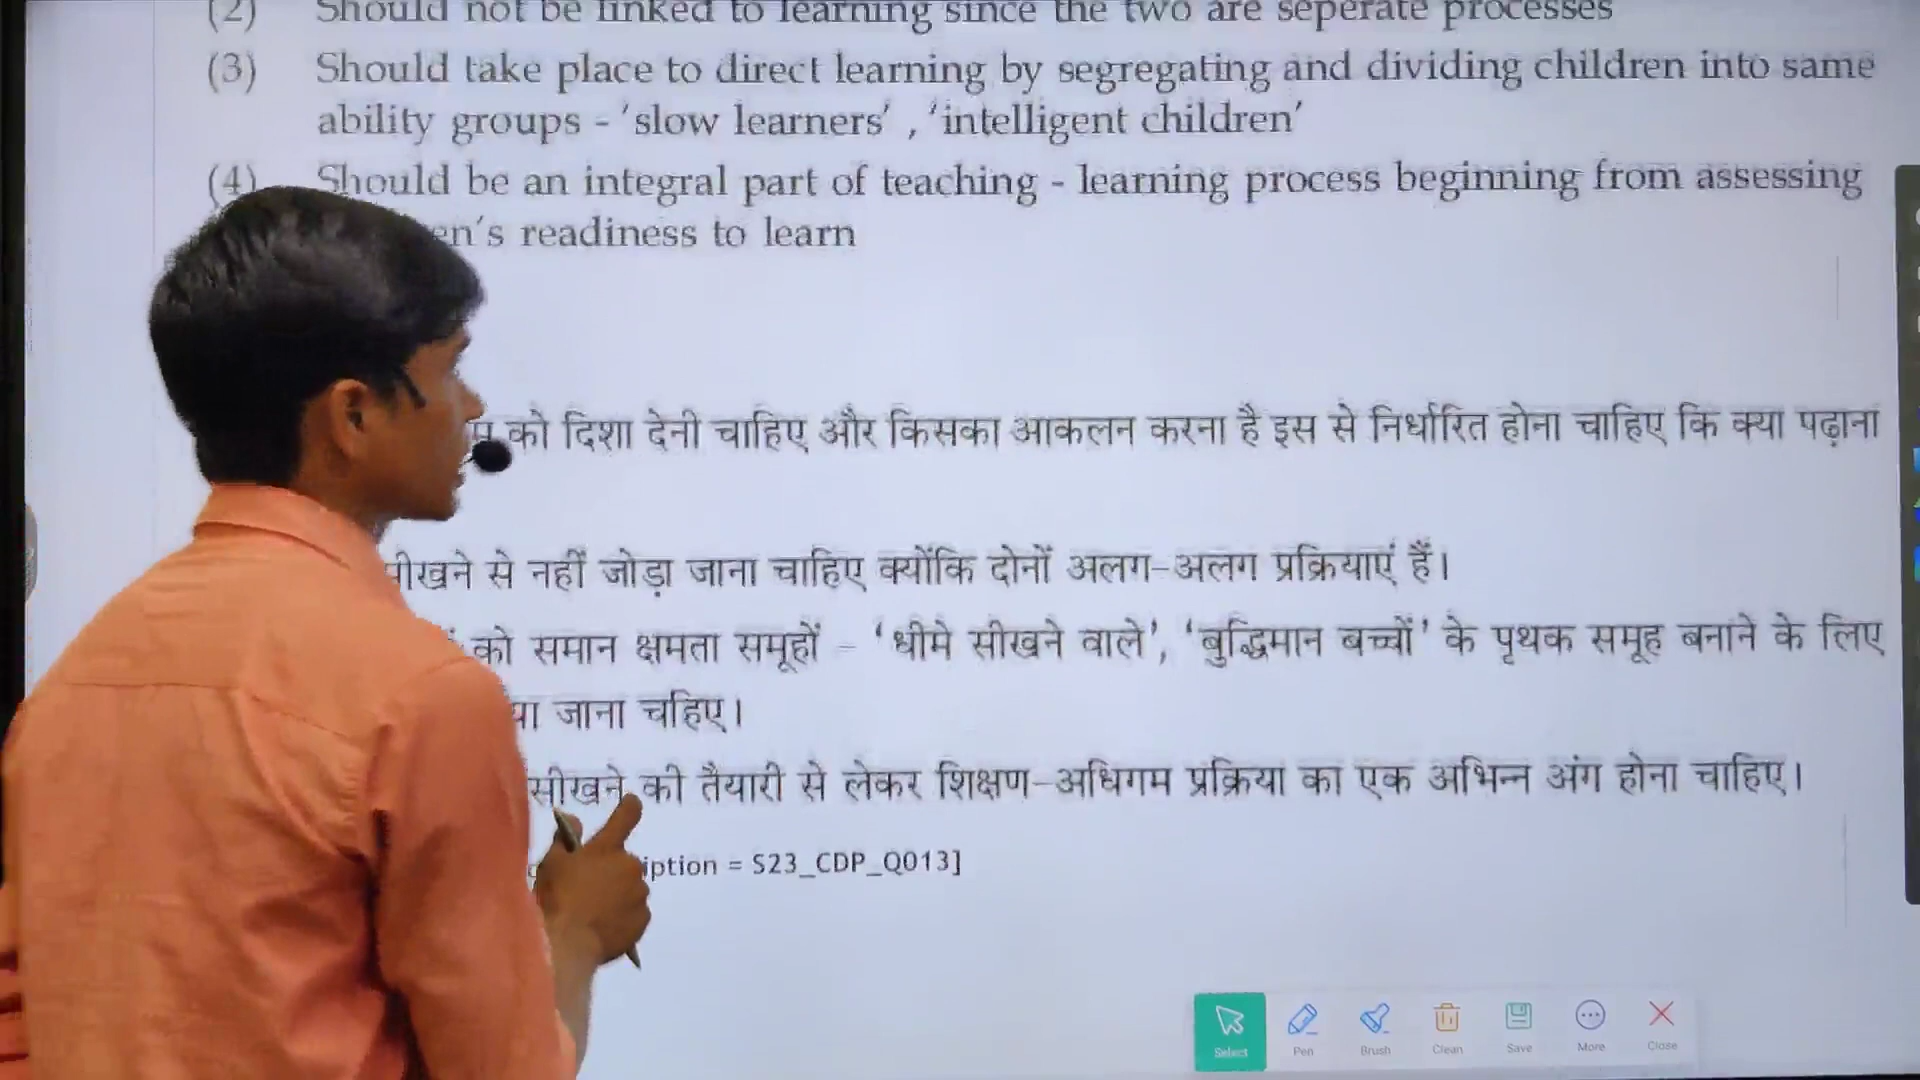 (2) Should not be linked to learning since the two are seperate processes
(3) Should take place to direct learning by segregating and dividing children into same
ability groups - 'slow learners' , 'intelligent children'
(4) Should be an integral part of teaching - learning process beginning from assessing
en's readiness to learn
को दिशा देनी चाहिए और किसका आकलन करना है इस से निर्धारित होना चाहिए कि क्या पढ़ाना
सीखने से नहीं जोड़ा जाना चाहिए क्योंकि दोनों अलग-अलग प्रक्रियाएं हैं।
को समान क्षमता समूहों - 'धीमे सीखने वाले', 'बुद्धिमान बच्चों' के पृथक समूह बनाने के लिए
जाना चहिए।
सीखने की तैयारी से लेकर शिक्षण-अधिगम प्रक्रिया का एक अभिन्न अंग होना चाहिए।
iption = S23_CDP_Q013]
Select Pen Brush Clean Save More Close